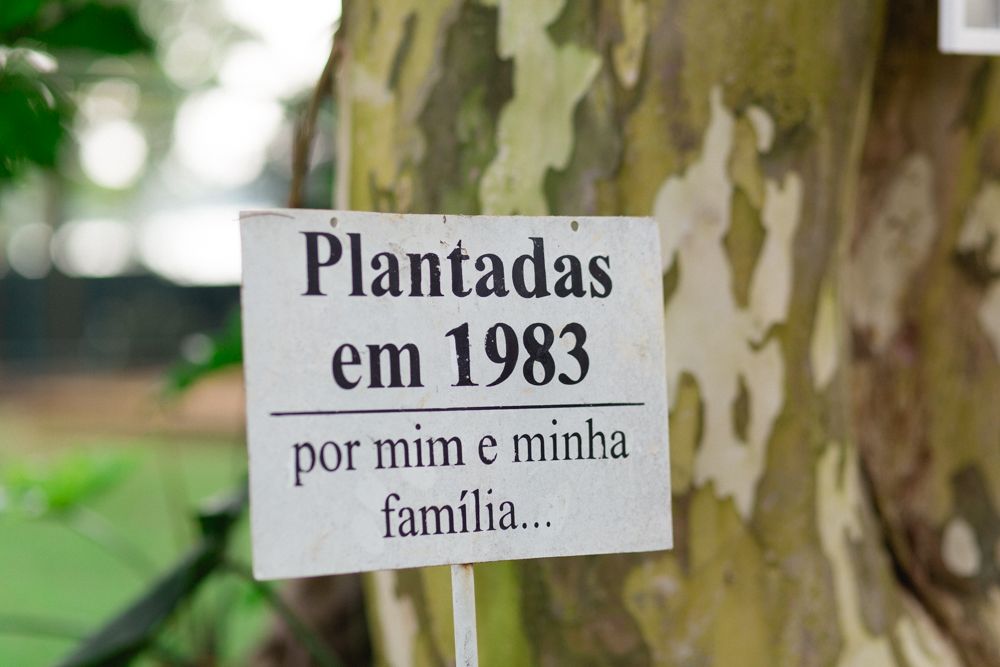 Plantadas
em 1983
por mim e minha
família...